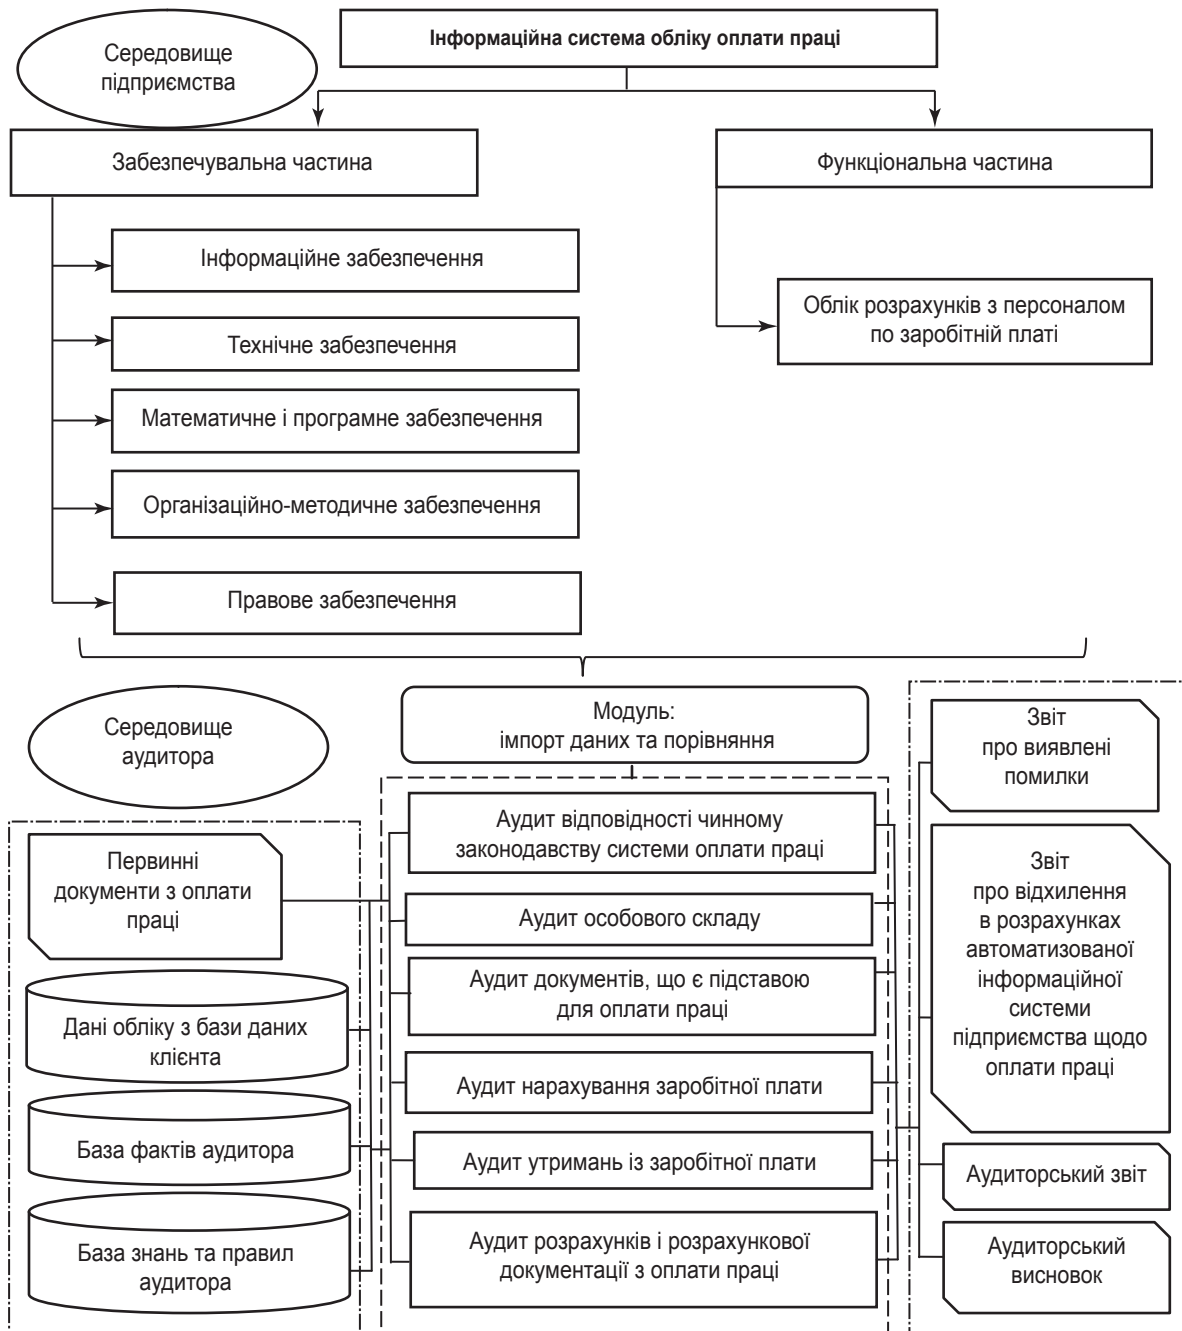 Середовище
підприємства
Інформаційна система обліку оплати праці
Забезпечувальна частина
Функціональна частина
Інформаційне забезпечення
Технічне забезпечення
Математичне і програмне забезпечення
Організаційно-методичне забезпечення
Правове забезпечення
Облік розрахунків з персоналом
по заробітній платі
Середовище
аудитора
Модуль:
імпорт даних та порівняння
Первинні
документи з оплати
праці
Дані обліку з бази даних
клієнта
База фактів аудитора
База знань та правил
аудитора
Аудит відповідності чинному
законодавству системи оплати праці
Аудит особового складу
Аудит документів, що є підставою
для оплати праці
Аудит нарахування заробітної плати
Аудит утримань із заробітної плати
Аудит розрахунків і розрахункової
документації з оплати праці
Звіт
про виявлені
помилки
Звіт
про відхилення
в розрахунках
автоматизованої
інформаційної
системи
підприємства щодо
оплати праці
Аудиторський звіт
Аудиторський
висновок